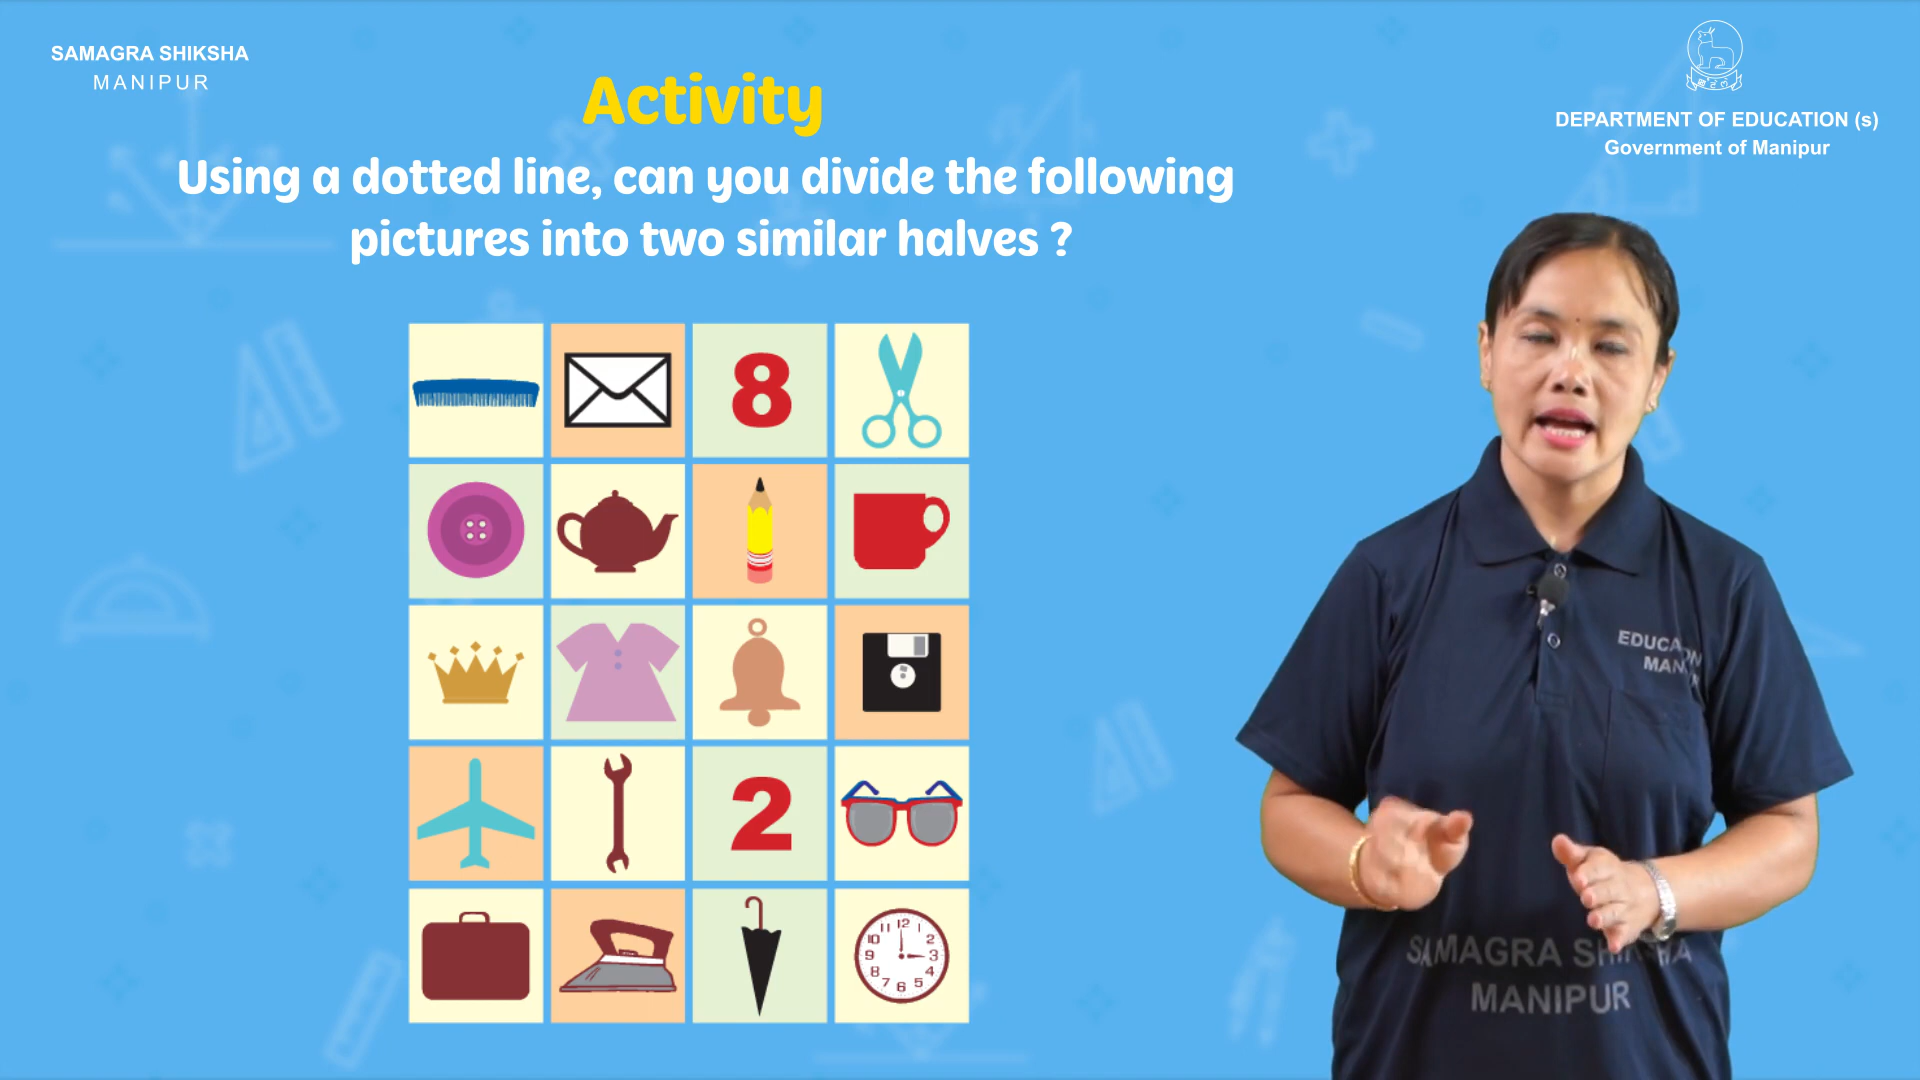 SAMAGRA SHIKSHA
MANIPUR
DEPARTMENT OF EDUCATION (s)
Government of Manipur
Activity
Using a dotted line, can you divide the following
pictures into two similar halves ?
8
2
12
1
2
3
4
5
6
7
8
9
10
11
SAMAGRA SHIKSHA
MANIPUR